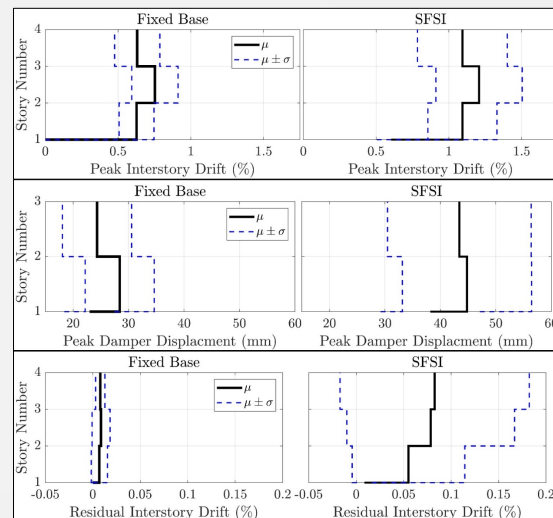 Fixed Base
SFSI
4
3
2
1
Story Number
μ
μ ± σ
0 0.5 1 1.5
0 0.5 1 1.5
Peak Interstory Drift (%)
Peak Interstory Drift (%)
Fixed Base
SFSI
3
2
1
Story Number
μ
μ ± σ
20 30 40 50 60
20 30 40 50 60
Peak Damper Displacment (mm)
Peak Damper Displacment (mm)
Fixed Base
SFSI
4
3
2
1
Story Number
μ
μ ± σ
-0.05 0 0.05 0.1 0.15 0.2
-0.05 0 0.05 0.1 0.15 0.2
Residual Interstory Drift (%)
Residual Interstory Drift (%)